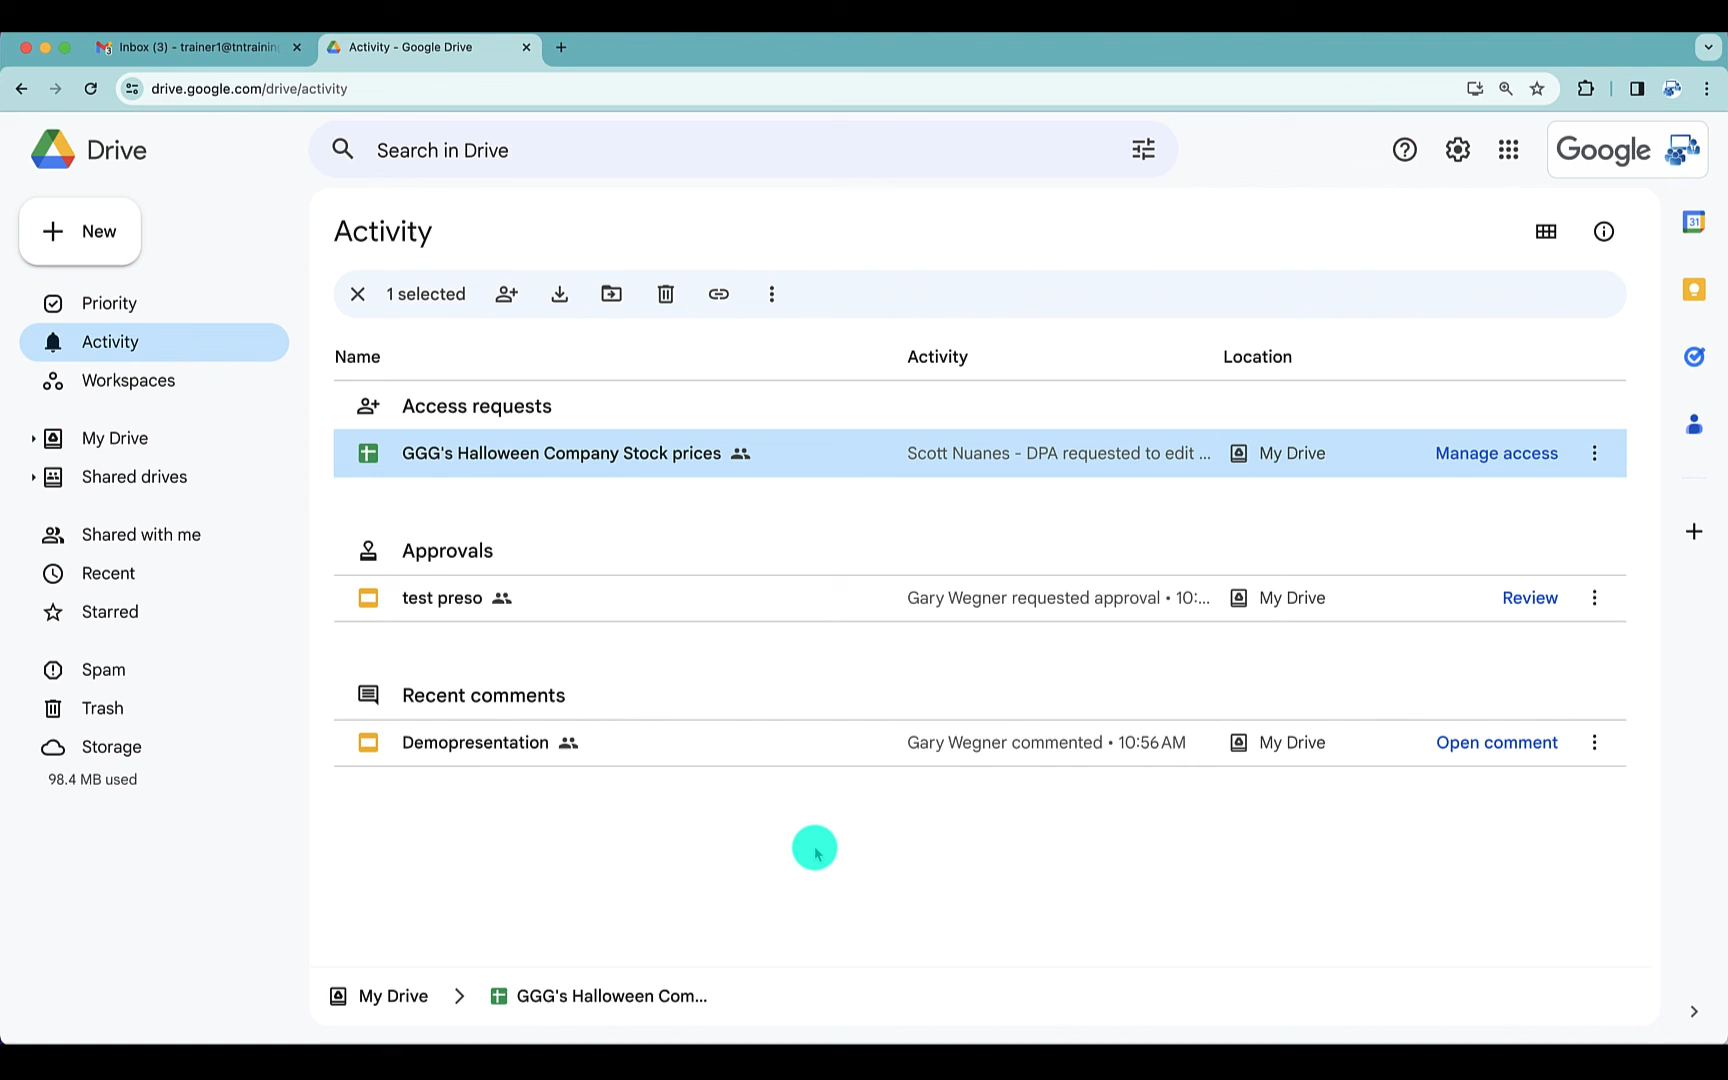 Inbox (3) - trainer1@tntraining
Activity - Google Drive
drive.google.com/drive/activity
Drive
Search in Drive
Google
New
Activity
1 selected
Priority
Activity
Workspaces
My Drive
Shared drives
Shared with me
Recent
Starred
Spam
Trash
Storage
98.4 MB used
Name Activity Location
Access requests
GGG's Halloween Company Stock prices Scott Nuanes - DPA requested to edit ... My Drive Manage access
Approvals
test preso Gary Wegner requested approval • 10:... My Drive Review
Recent comments
Demopresentation Gary Wegner commented • 10:56 AM My Drive Open comment
My Drive > GGG's Halloween Com...
31